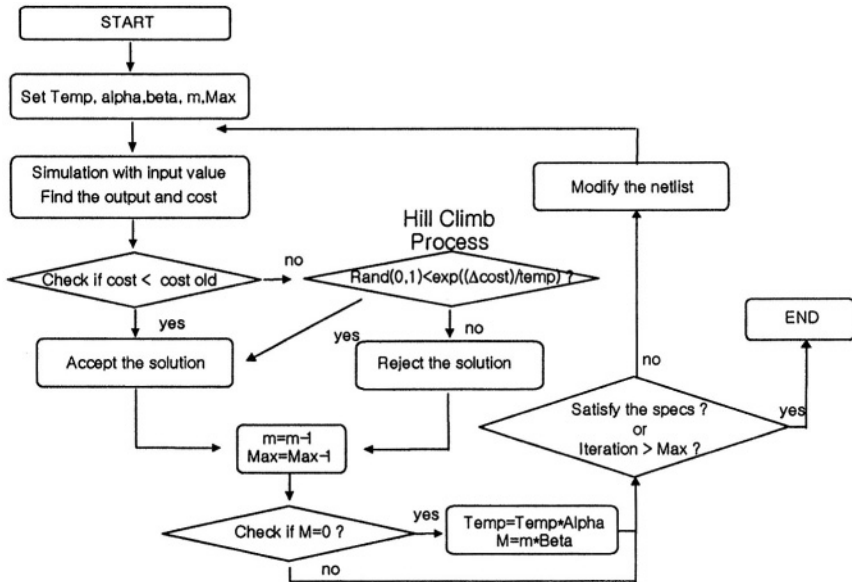 START
Set Temp, alpha,beta, m,Max
Simulation with input value
Find the output and cost
Modify the netlist
Hill Climb
Process
Check if cost < cost old
no
Rand(0,1)<exp((Δcost)/temp) ?
yes
Accept the solution
yes
no
Reject the solution
END
no
Satisfy the specs ?
or
Iteration > Max ?
yes
m=m-1
Max=Max-1
Check if M=0 ?
yes
Temp=Temp*Alpha
M=m*Beta
no